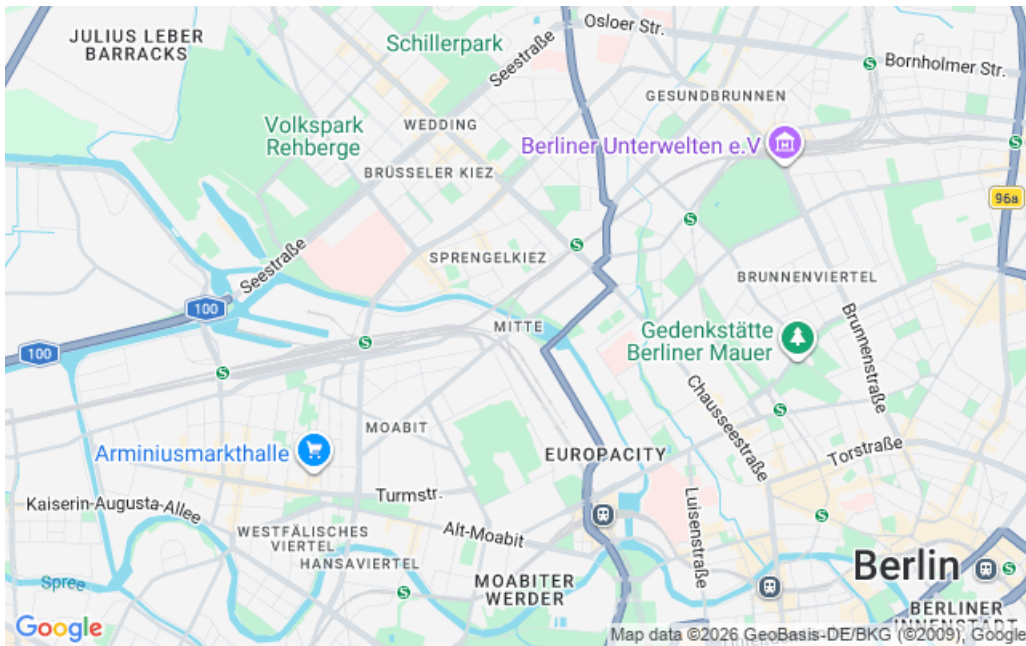 JULIUS LEBER
BARRACKS
Schillerpark
Osloer Str.
Seestraße
Bornholmer Str.
S
GESUNDBRUNNEN
WEDDING
Volkspark
Rehberge
Berliner Unterwelten e.V
S
BRÜSSELER KIEZ
96a
S
S
SPRENGELKIEZ
Seestraße
BRUNNENVIERTEL
100
MITTE
Gedenkstätte
Berliner Mauer
Brunnenstraße
S
100
S
Chausseestraße
S
MOABIT
Arminiusmarkthalle
EUROPACITY
Torstraße
Turmstr.
Kaiserin-Augusta-Allee
Luisenstraße
S
WESTFÄLISCHES
VIERTEL
Alt-Moabit
HANSAVIERTEL
Berlin
S
Spree
MOABITER
WERDER
S
BERLINER
INNENSTADT
Google
Map data ©2026 GeoBasis-DE/BKG (©2009), Google